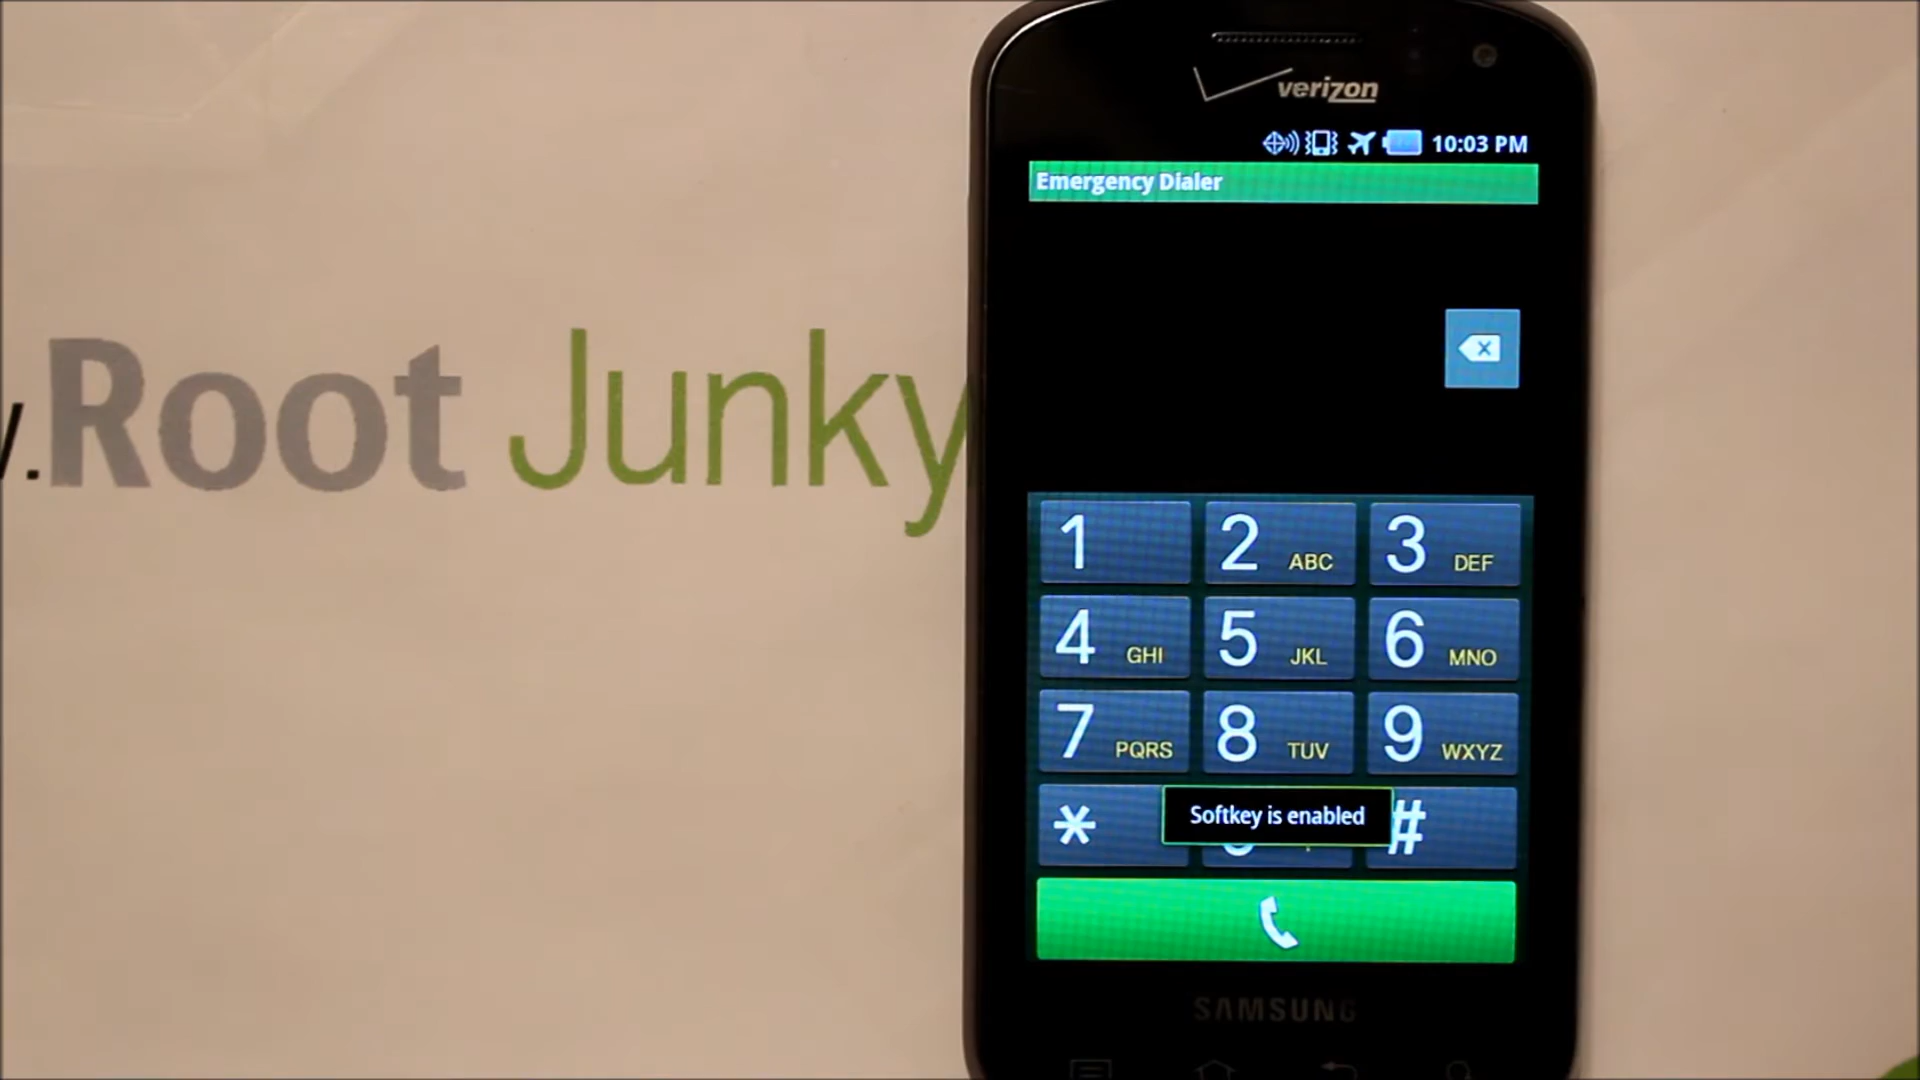 .Root Junky
verizon
10:03 PM
Emergency Dialer
1
2 ABC
3 DEF
4 GHI
5 JKL
6 MNO
7 PQRS
8 TUV
9 WXYZ
*
#
Softkey is enabled
SAMSUNG